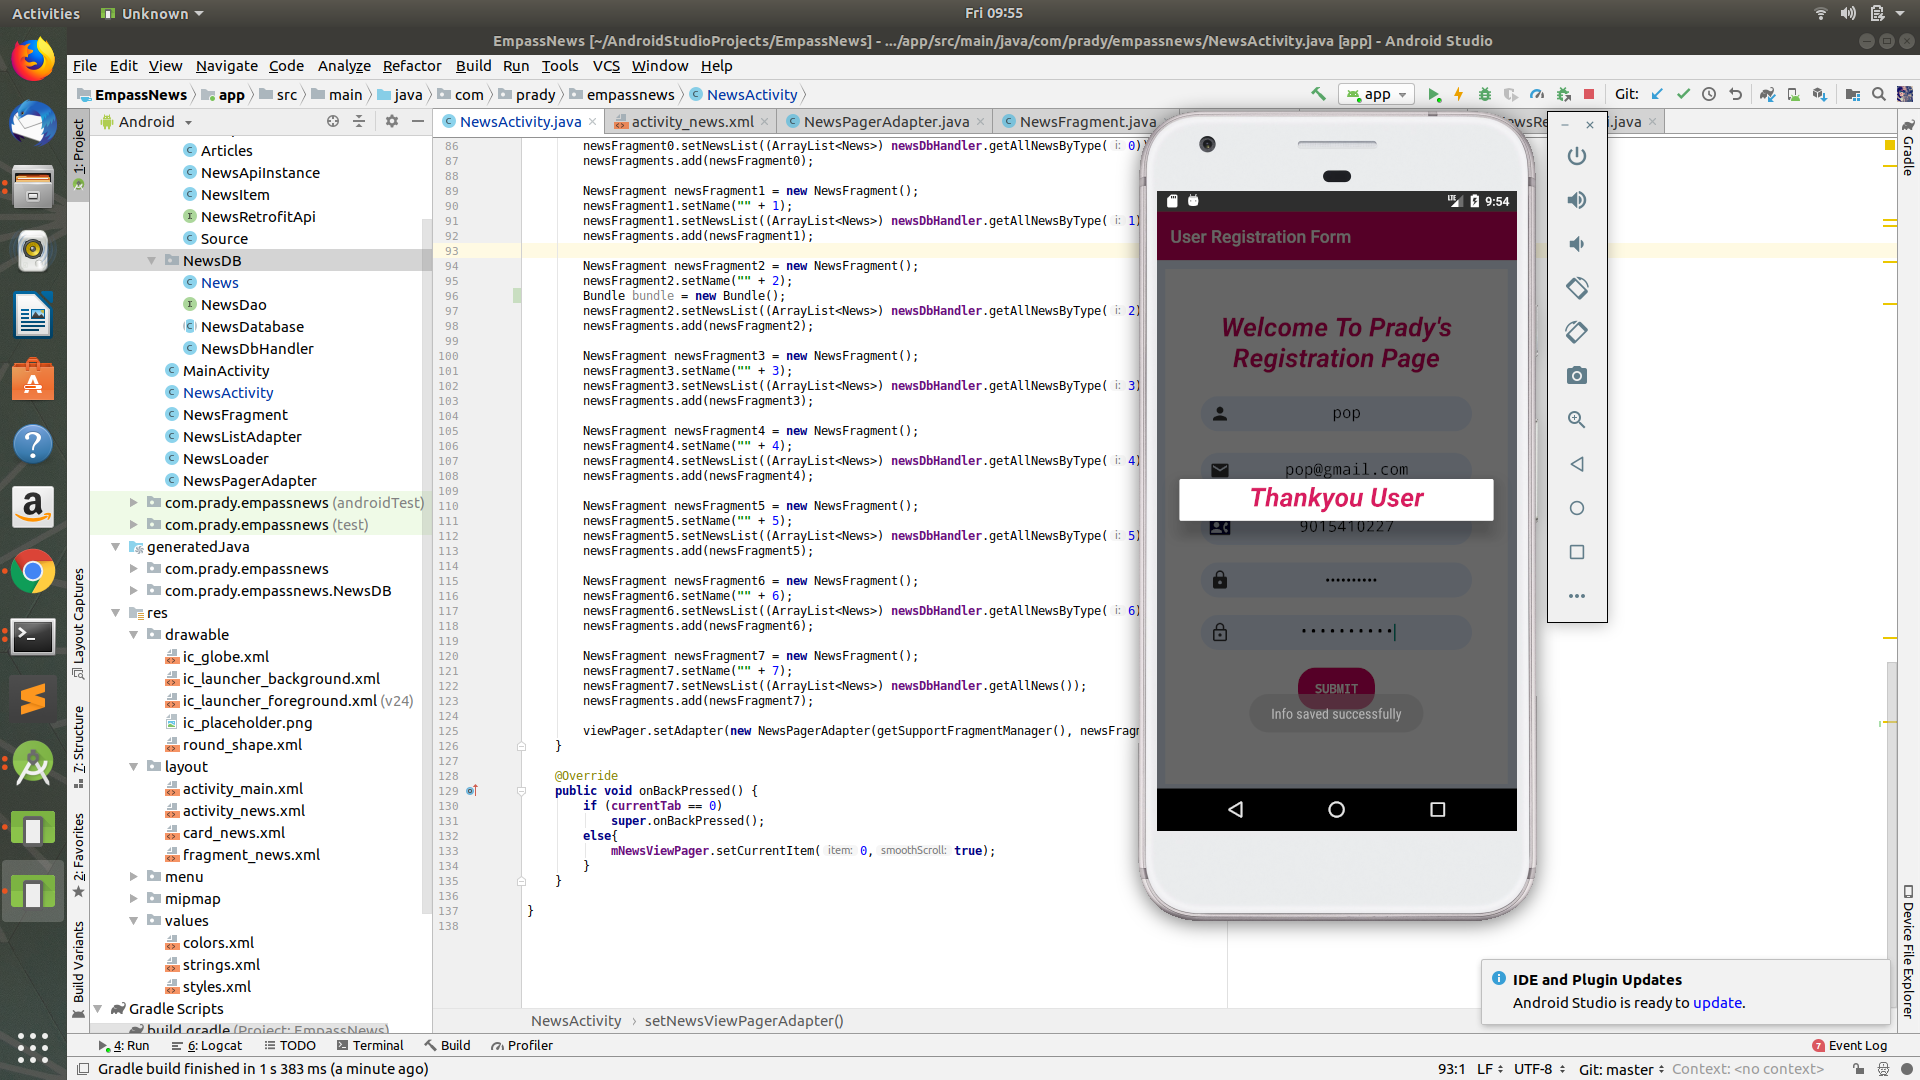 Activities
Unknown
Fri 09:55
EmpassNews [~/AndroidStudioProjects/EmpassNews] - .../app/src/main/java/com/prady/empassnews/NewsActivity.java [app] - Android Studio
File Edit View Navigate Code Analyze Refactor Build Run Tools VCS Window Help
EmpassNews app src main java com prady empassnews NewsActivity
app
Git:
Android
NewsActivity.java activity_news.xml NewsPagerAdapter.java NewsFragment.java
1: Project
Layout Captures
7: Structure
2: Favorites
Build Variants
Articles
NewsApiInstance
NewsItem
NewsRetrofitApi
Source
NewsDB
News
NewsDao
NewsDatabase
NewsDbHandler
MainActivity
NewsActivity
NewsFragment
NewsListAdapter
NewsLoader
NewsPagerAdapter
com.prady.empassnews (androidTest)
com.prady.empassnews (test)
generatedJava
com.prady.empassnews
com.prady.empassnews.NewsDB
res
drawable
ic_globe.xml
ic_launcher_background.xml
ic_launcher_foreground.xml (v24)
ic_placeholder.png
round_shape.xml
layout
activity_main.xml
activity_news.xml
card_news.xml
fragment_news.xml
menu
mipmap
values
colors.xml
strings.xml
styles.xml
Gradle Scripts
build.gradle (Project: EmpassNews)
86 newsFragment0.setNewsList((ArrayList<News>) newsDbHandler.getAllNewsByType( i: 0))
87 newsFragments.add(newsFragment0);
88
89 NewsFragment newsFragment1 = new NewsFragment();
90 newsFragment1.setName("" + 1);
91 newsFragment1.setNewsList((ArrayList<News>) newsDbHandler.getAllNewsByType( i: 1)
92 newsFragments.add(newsFragment1);
93
94 NewsFragment newsFragment2 = new NewsFragment();
95 newsFragment2.setName("" + 2);
96 Bundle bundle = new Bundle();
97 newsFragment2.setNewsList((ArrayList<News>) newsDbHandler.getAllNewsByType( i: 2)
98 newsFragments.add(newsFragment2);
99
100 NewsFragment newsFragment3 = new NewsFragment();
101 newsFragment3.setName("" + 3);
102 newsFragment3.setNewsList((ArrayList<News>) newsDbHandler.getAllNewsByType( i: 3)
103 newsFragments.add(newsFragment3);
104
105 NewsFragment newsFragment4 = new NewsFragment();
106 newsFragment4.setName("" + 4);
107 newsFragment4.setNewsList((ArrayList<News>) newsDbHandler.getAllNewsByType( i: 4)
108 newsFragments.add(newsFragment4);
109
110 NewsFragment newsFragment5 = new NewsFragment();
111 newsFragment5.setName("" + 5);
112 newsFragment5.setNewsList((ArrayList<News>) newsDbHandler.getAllNewsByType( i: 5)
113 newsFragments.add(newsFragment5);
114
115 NewsFragment newsFragment6 = new NewsFragment();
116 newsFragment6.setName("" + 6);
117 newsFragment6.setNewsList((ArrayList<News>) newsDbHandler.getAllNewsByType( i: 6)
118 newsFragments.add(newsFragment6);
119
120 NewsFragment newsFragment7 = new NewsFragment();
121 newsFragment7.setName("" + 7);
122 newsFragment7.setNewsList((ArrayList<News>) newsDbHandler.getAllNews());
123 newsFragments.add(newsFragment7);
124
125 viewPager.setAdapter(new NewsPagerAdapter(getSupportFragmentManager(), newsFrag
126 }
127
128 @Override
129 public void onBackPressed() {
130 if (currentTab == 0)
131 super.onBackPressed();
132 else{
133 mNewsViewPager.setCurrentItem( item: 0, smoothScroll: true);
134 }
135 }
136
137 }
138
NewsActivity › setNewsViewPagerAdapter()
LTE 9:54
User Registration Form
Welcome To Prady's
Registration Page
pop
pop@gmail.com
Thankyou User
9015410227
SUBMIT
Info saved successfully
Gradle
Device File Explorer
IDE and Plugin Updates
Android Studio is ready to update.
4: Run 6: Logcat TODO Terminal Build Profiler
7 Event Log
Gradle build finished in 1 s 383 ms (a minute ago)
93:1 LF UTF-8 Git: master Context: <no context>